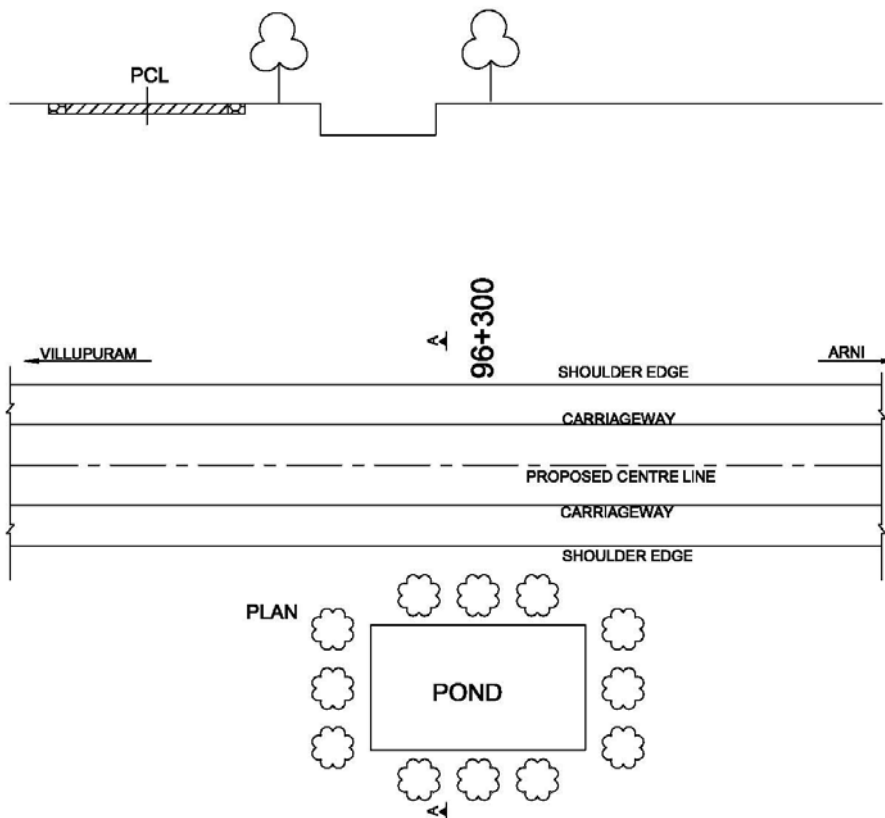 PCL
A
96+300
VILLUPURAM
ARNI
SHOULDER EDGE
CARRIAGEWAY
PROPOSED CENTRE LINE
CARRIAGEWAY
SHOULDER EDGE
PLAN
POND
A